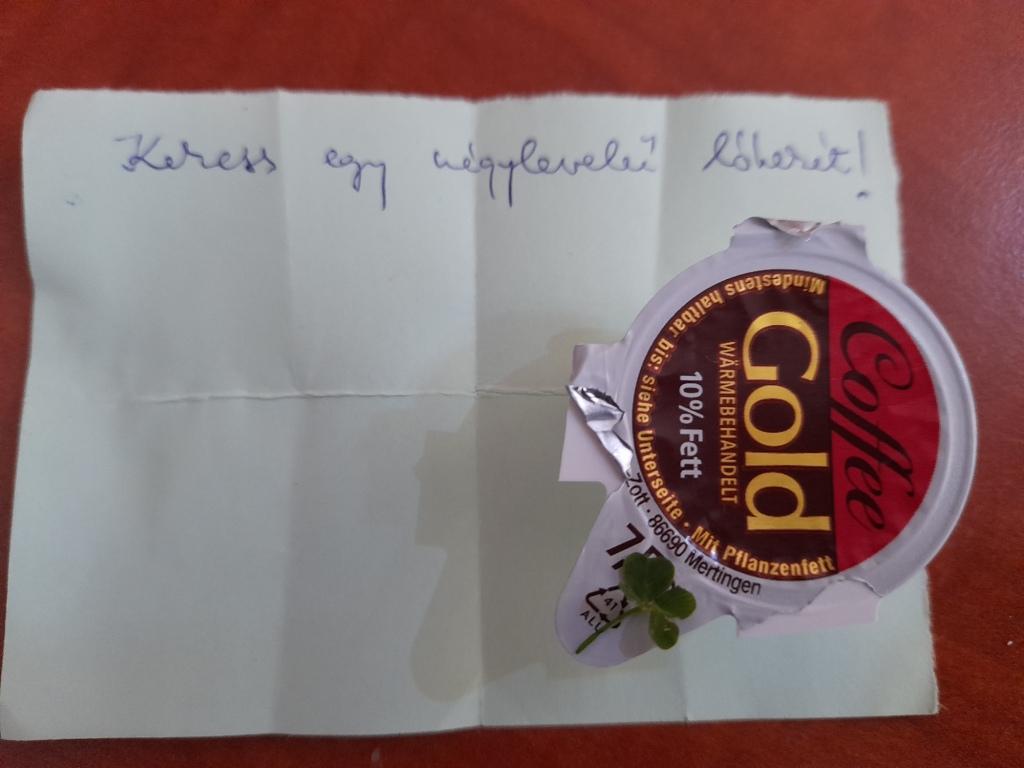 Keress egy négylevelű lóherét!
Coffee
Gold
WÄRMEBEHANDELT
10% Fett
Mindestens haltbar bis: siehe Unterseite · Mit Pflanzenfett
Zott · 86690 Mertingen
41